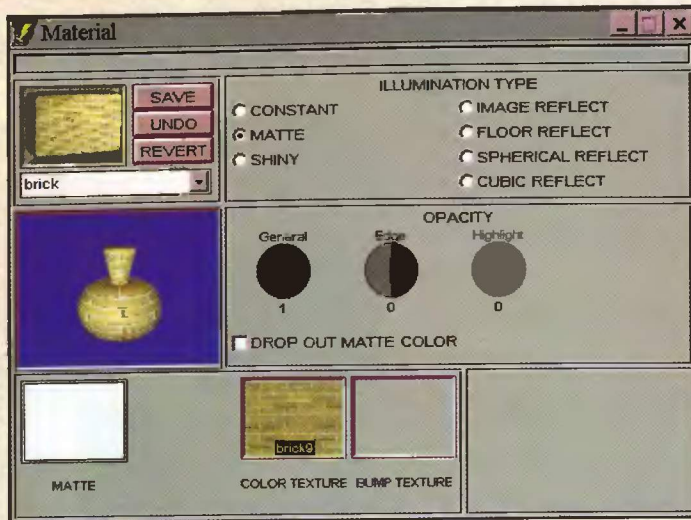 Material
SAVE
UNDO
REVERT
brick
ILLUMINATION TYPE
CONSTANT
MATTE
SHINY
IMAGE REFLECT
FLOOR REFLECT
SPHERICAL REFLECT
CUBIC REFLECT
OPACITY
General
Edge
Highlight
1
0
0
DROP OUT MATTE COLOR
MATTE
brick9
COLOR TEXTURE
BUMP TEXTURE